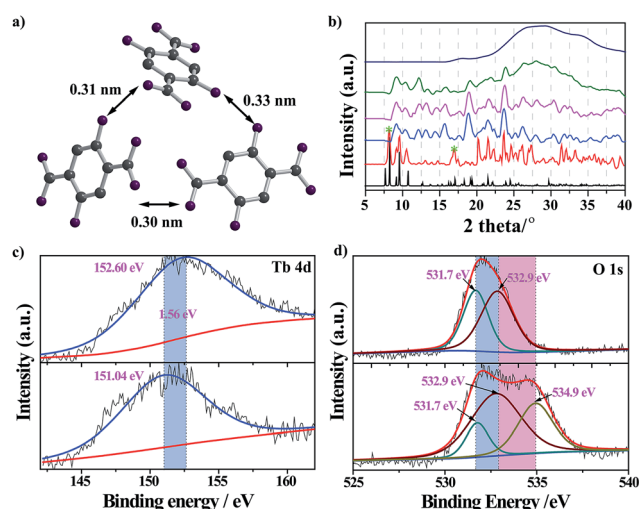 a)
0.31 nm
0.33 nm
0.30 nm
b)
Intensity (a.u.)
*
*
5 10 15 20 25 30 35 40
2 theta/°
c)
Tb 4d
152.60 eV
1.56 eV
151.04 eV
Intensity (a.u.)
145 150 155 160
Binding energy / eV
d)
O 1s
531.7 eV
532.9 eV
532.9 eV
531.7 eV
534.9 eV
Intensity (a.u.)
525 530 535 540
Binding Energy / eV